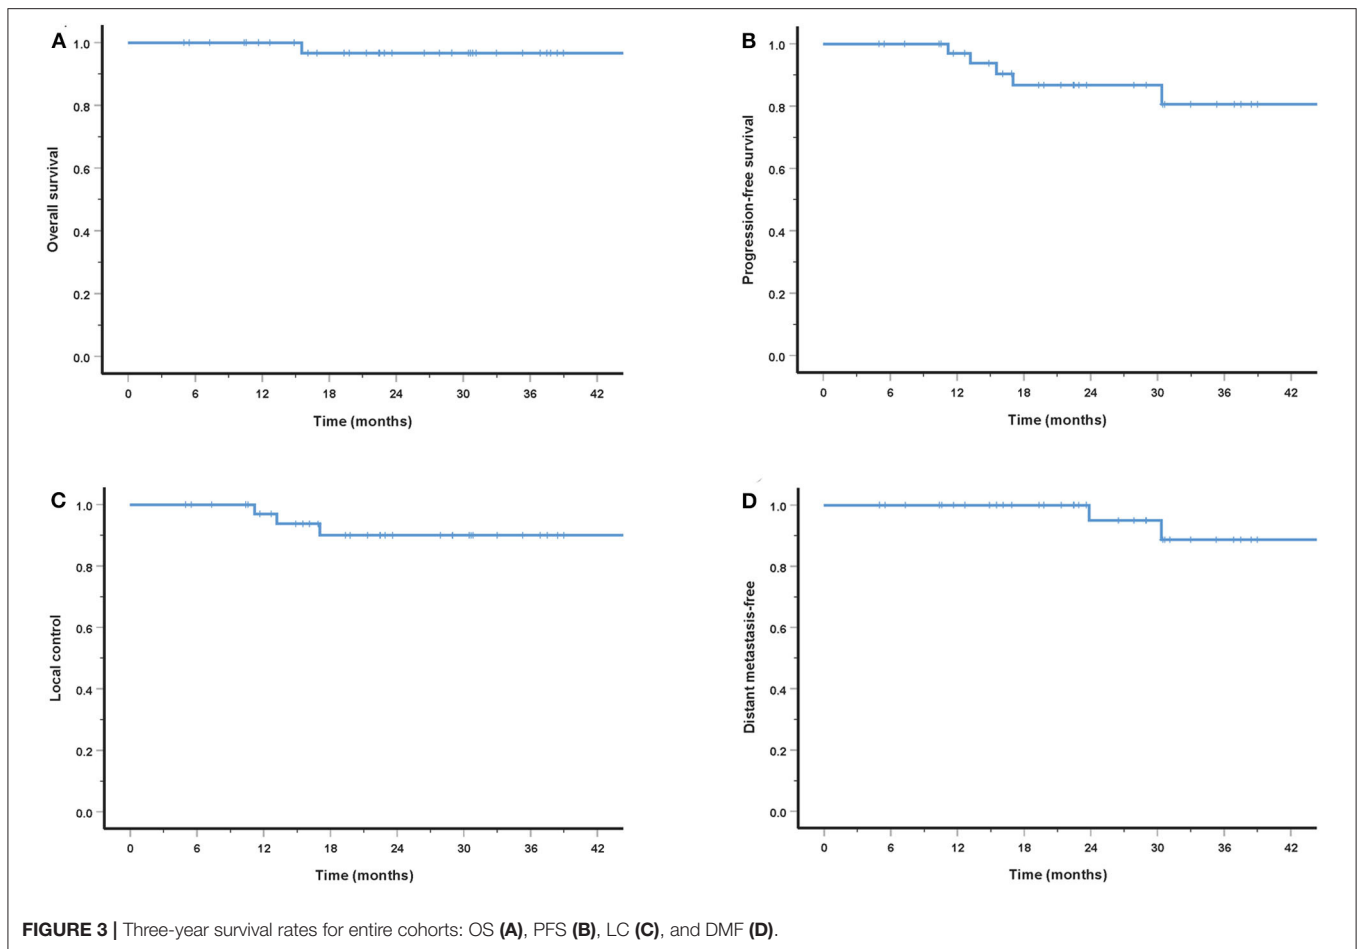 A
1.0
0.8
0.6
0.4
0.2
0.0
Overall survival
0 6 12 18 24 30 36 42
Time (months)
B
1.0
0.8
0.6
0.4
0.2
0.0
Progression-free survival
0 6 12 18 24 30 36 42
Time (months)
C
1.0
0.8
0.6
0.4
0.2
0.0
Local control
0 6 12 18 24 30 36 42
Time (months)
D
1.0
0.8
0.6
0.4
0.2
0.0
Distant metastasis-free
0 6 12 18 24 30 36 42
Time (months)
FIGURE 3 | Three-year survival rates for entire cohorts: OS (A), PFS (B), LC (C), and DMF (D).